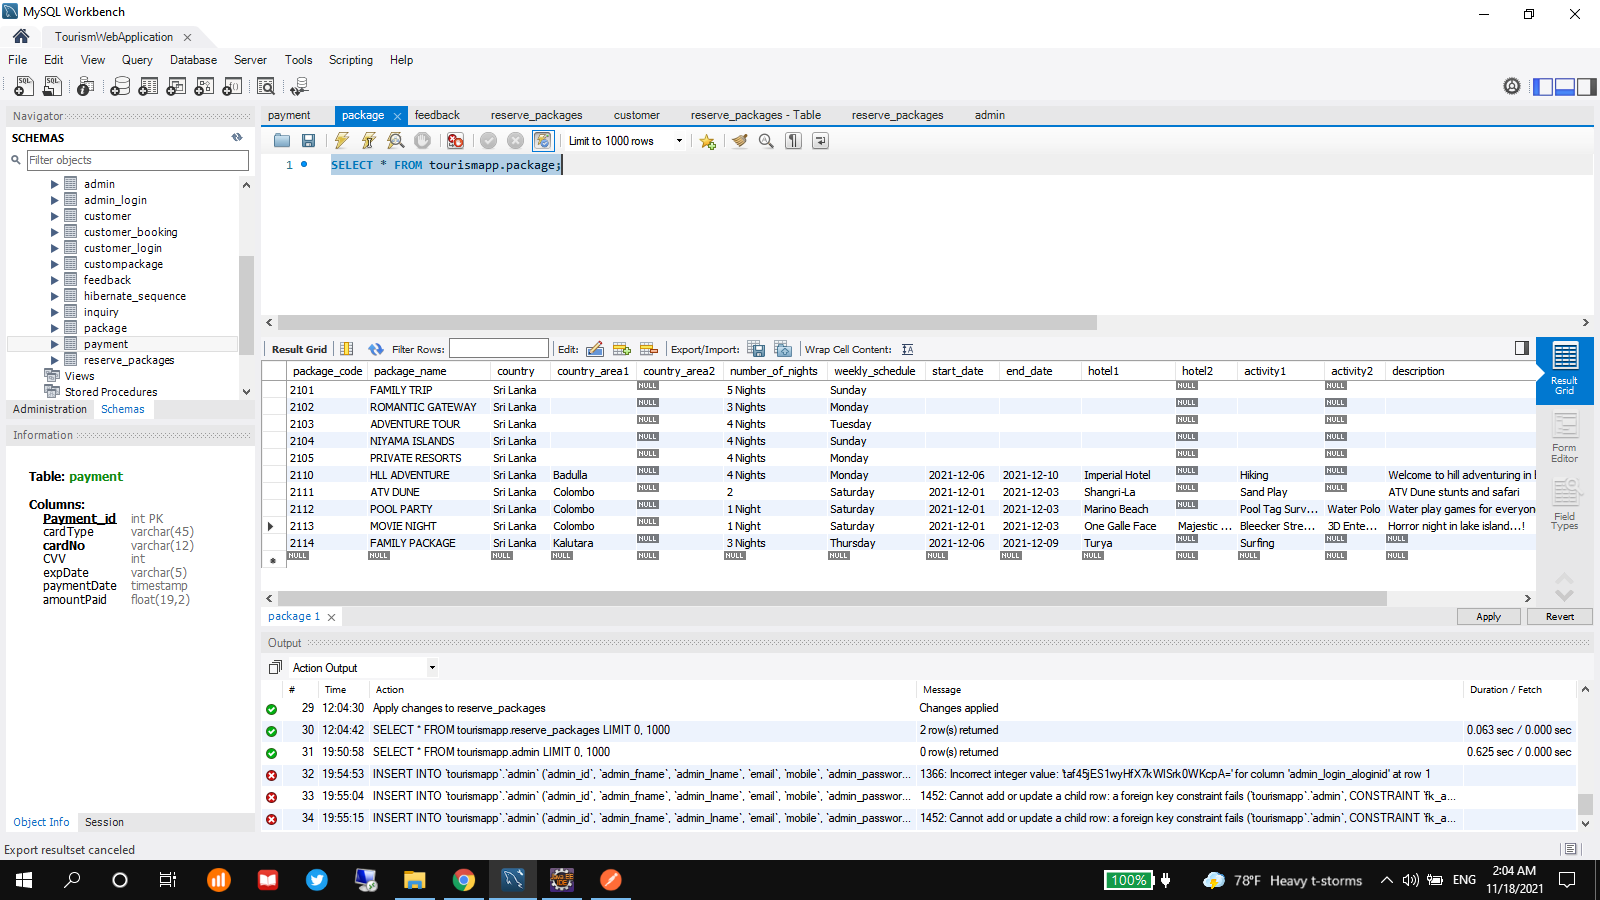 MySQL Workbench
TourismWebApplication
File Edit View Query Database Server Tools Scripting Help
Navigator
SCHEMAS
Filter objects
admin
admin_login
customer
customer_booking
customer_login
custompackage
feedback
hibernate_sequence
inquiry
package
payment
reserve_packages
Views
Stored Procedures
Administration Schemas
Information
Table: payment
Columns:
Payment_id int PK
cardType varchar(45)
cardNo varchar(12)
CVV int
expDate varchar(5)
paymentDate timestamp
amountPaid float(19,2)
Object Info Session
payment package feedback reserve_packages customer reserve_packages - Table reserve_packages admin
Limit to 1000 rows
1 SELECT * FROM tourismapp.package;
Result Grid Filter Rows: Edit: Export/Import: Wrap Cell Content:
package_code package_name country country_area1 country_area2 number_of_nights weekly_schedule start_date end_date hotel1 hotel2 activity1 activity2 description
2101 FAMILY TRIP Sri Lanka NULL 5 Nights Sunday NULL NULL
2102 ROMANTIC GATEWAY Sri Lanka NULL 3 Nights Monday NULL NULL
2103 ADVENTURE TOUR Sri Lanka NULL 4 Nights Tuesday NULL NULL
2104 NIYAMA ISLANDS Sri Lanka NULL 4 Nights Sunday NULL NULL
2105 PRIVATE RESORTS Sri Lanka NULL 4 Nights Monday NULL NULL
2110 HLL ADVENTURE Sri Lanka Badulla NULL 4 Nights Monday 2021-12-06 2021-12-10 Imperial Hotel NULL Hiking NULL Welcome to hill adventuring in
2111 ATV DUNE Sri Lanka Colombo NULL 2 Saturday 2021-12-01 2021-12-03 Shangri-La NULL Sand Play NULL ATV Dune stunts and safari
2112 POOL PARTY Sri Lanka Colombo NULL 1 Night Saturday 2021-12-01 2021-12-03 Marino Beach NULL Pool Tag Surv... Water Polo Water play games for everyon
2113 MOVIE NIGHT Sri Lanka Colombo NULL 1 Night Saturday 2021-12-01 2021-12-03 One Galle Face Majestic ... Bleecker Stre... 3D Ente... Horror night in lake island...!
2114 FAMILY PACKAGE Sri Lanka Kalutara NULL 3 Nights Thursday 2021-12-06 2021-12-09 Turya NULL Surfing NULL NULL
NULL NULL NULL NULL NULL NULL NULL NULL NULL NULL NULL NULL NULL NULL
Result Grid
Form Editor
Field Types
package 1
Apply Revert
Output
Action Output
# Time Action Message Duration / Fetch
29 12:04:30 Apply changes to reserve_packages Changes applied
30 12:04:42 SELECT * FROM tourismapp.reserve_packages LIMIT 0, 1000 2 row(s) returned 0.063 sec / 0.000 sec
31 19:50:58 SELECT * FROM tourismapp.admin LIMIT 0, 1000 0 row(s) returned 0.625 sec / 0.000 sec
32 19:54:53 INSERT INTO `tourismapp`.`admin` (`admin_id`, `admin_fname`, `admin_lname`, `email`, `mobile`, `admin_passwor... 1366: Incorrect integer value: 'taf45jES1wyHfX7kWlSrk0WKcpA=' for column 'admin_login_aloginid' at row 1
33 19:55:04 INSERT INTO `tourismapp`.`admin` (`admin_id`, `admin_fname`, `admin_lname`, `email`, `mobile`, `admin_passwor... 1452: Cannot add or update a child row: a foreign key constraint fails (`tourismapp`.`admin`, CONSTRAINT `fk_a...
34 19:55:15 INSERT INTO `tourismapp`.`admin` (`admin_id`, `admin_fname`, `admin_lname`, `email`, `mobile`, `admin_passwor... 1452: Cannot add or update a child row: a foreign key constraint fails (`tourismapp`.`admin`, CONSTRAINT `fk_a...
Export resultset canceled
100% 78°F Heavy t-storms ENG 2:04 AM
11/18/2021